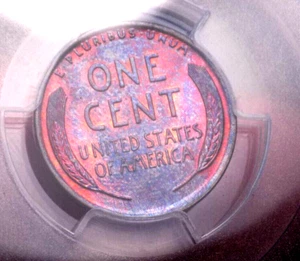 E·PLURIBUS·UNUM
ONE
CENT
UNITED STATES
OF AMERICA